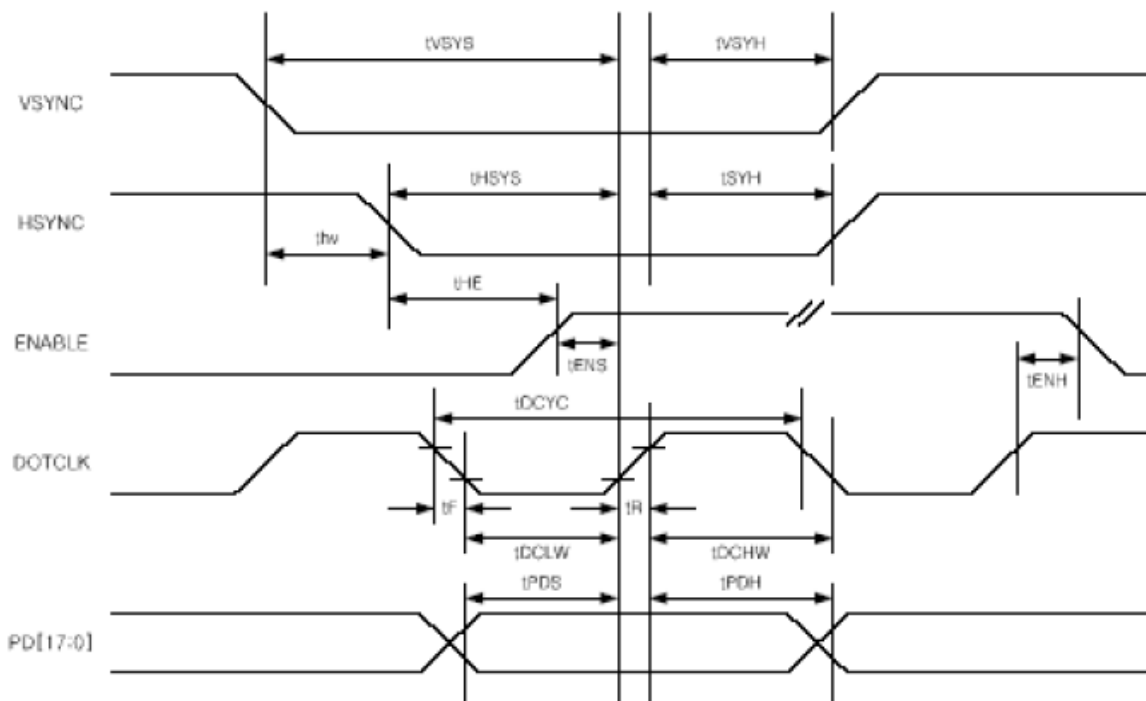 tVSYS tVSYH
VSYNC
tHSYS tSYH
HSYNC
thv
tHE
ENABLE
tENS tENH
tDCYC
DOTCLK
tF tR
tDCLW tDCHW
tPDS tPDH
PD[17:0]